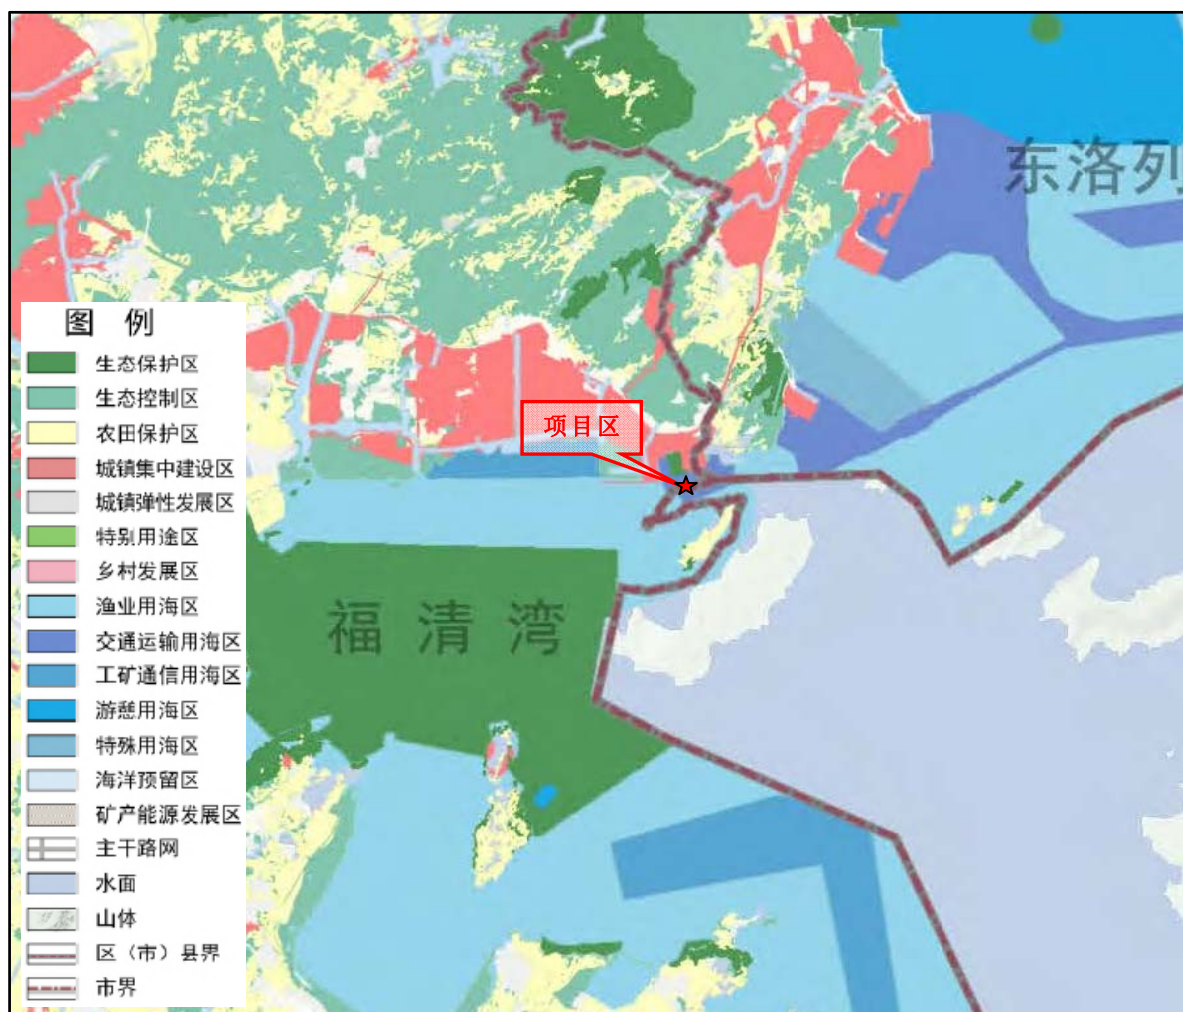 东洛列
项目区
福清湾
图 例
生态保护区
生态控制区
农田保护区
城镇集中建设区
城镇弹性发展区
特别用途区
乡村发展区
渔业用海区
交通运输用海区
工矿通信用海区
游憩用海区
特殊用海区
海洋预留区
矿产能源发展区
主干路网
水面
山体
区（市）县界
市界